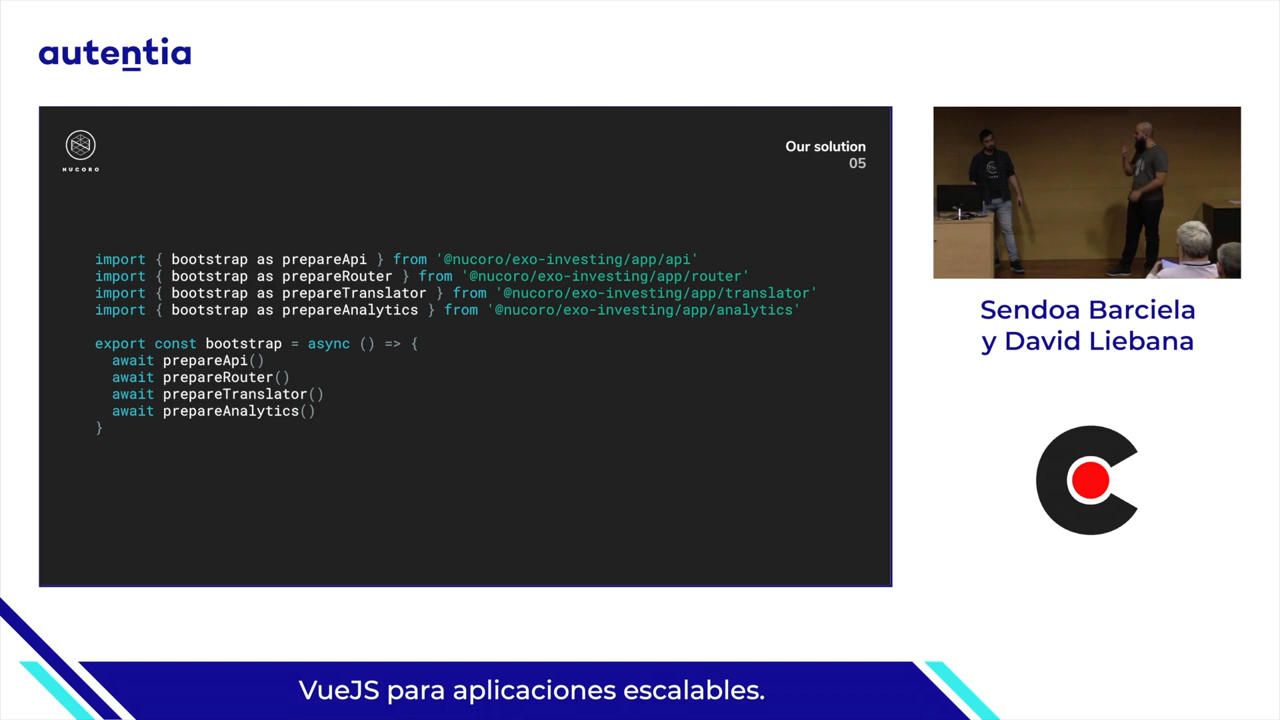 autentia
NUCORO
Our solution
05
import { bootstrap as prepareApi } from '@nucoro/exo-investing/app/api'
import { bootstrap as prepareRouter } from '@nucoro/exo-investing/app/router'
import { bootstrap as prepareTranslator } from '@nucoro/exo-investing/app/translator'
import { bootstrap as prepareAnalytics } from '@nucoro/exo-investing/app/analytics'
export const bootstrap = async () => {
await prepareApi()
await prepareRouter()
await prepareTranslator()
await prepareAnalytics()
}
Sendoa Barciela
y David Liebana
VueJS para aplicaciones escalables.